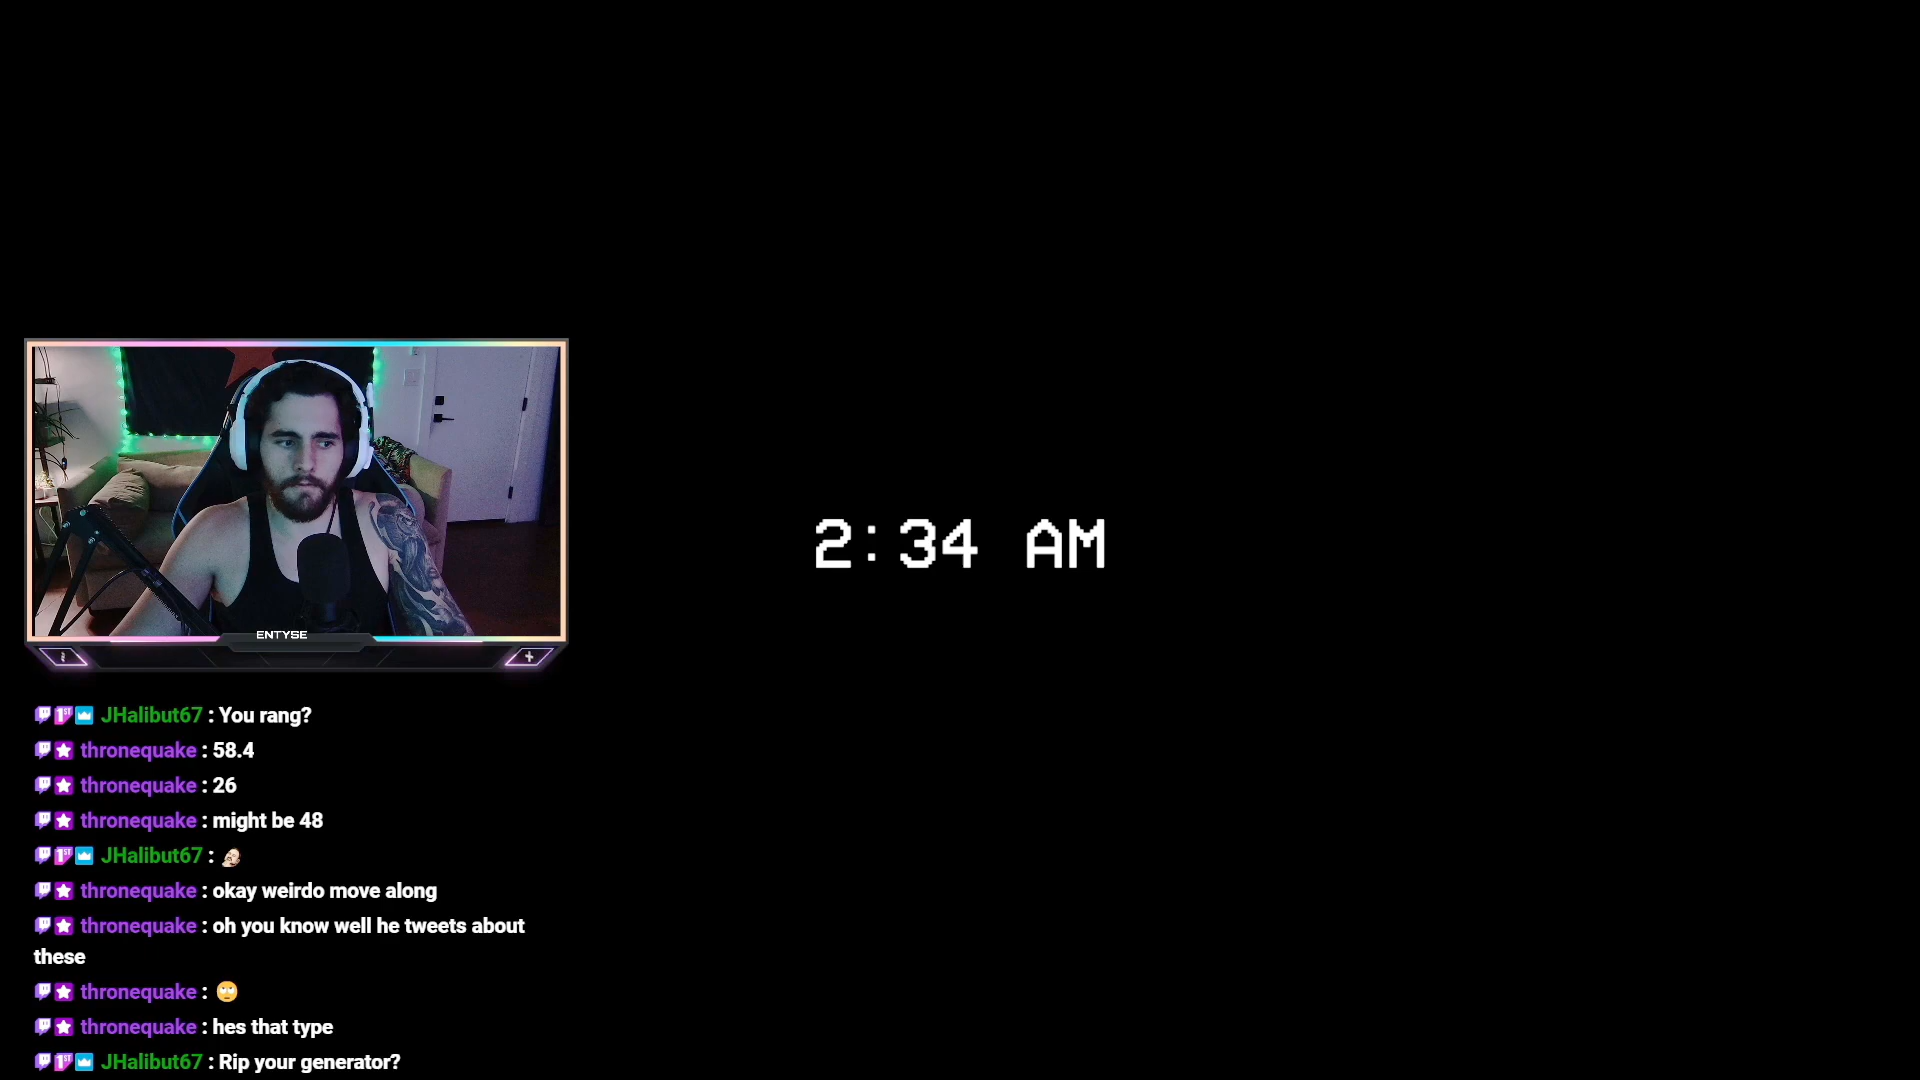 2:34 AM
ENTYSE
JHalibut67 : You rang?
thronequake : 58.4
thronequake : 26
thronequake : might be 48
JHalibut67 :
thronequake : okay weirdo move along
thronequake : oh you know well he tweets about
these
thronequake : 🙄
thronequake : hes that type
JHalibut67 : Rip your generator?